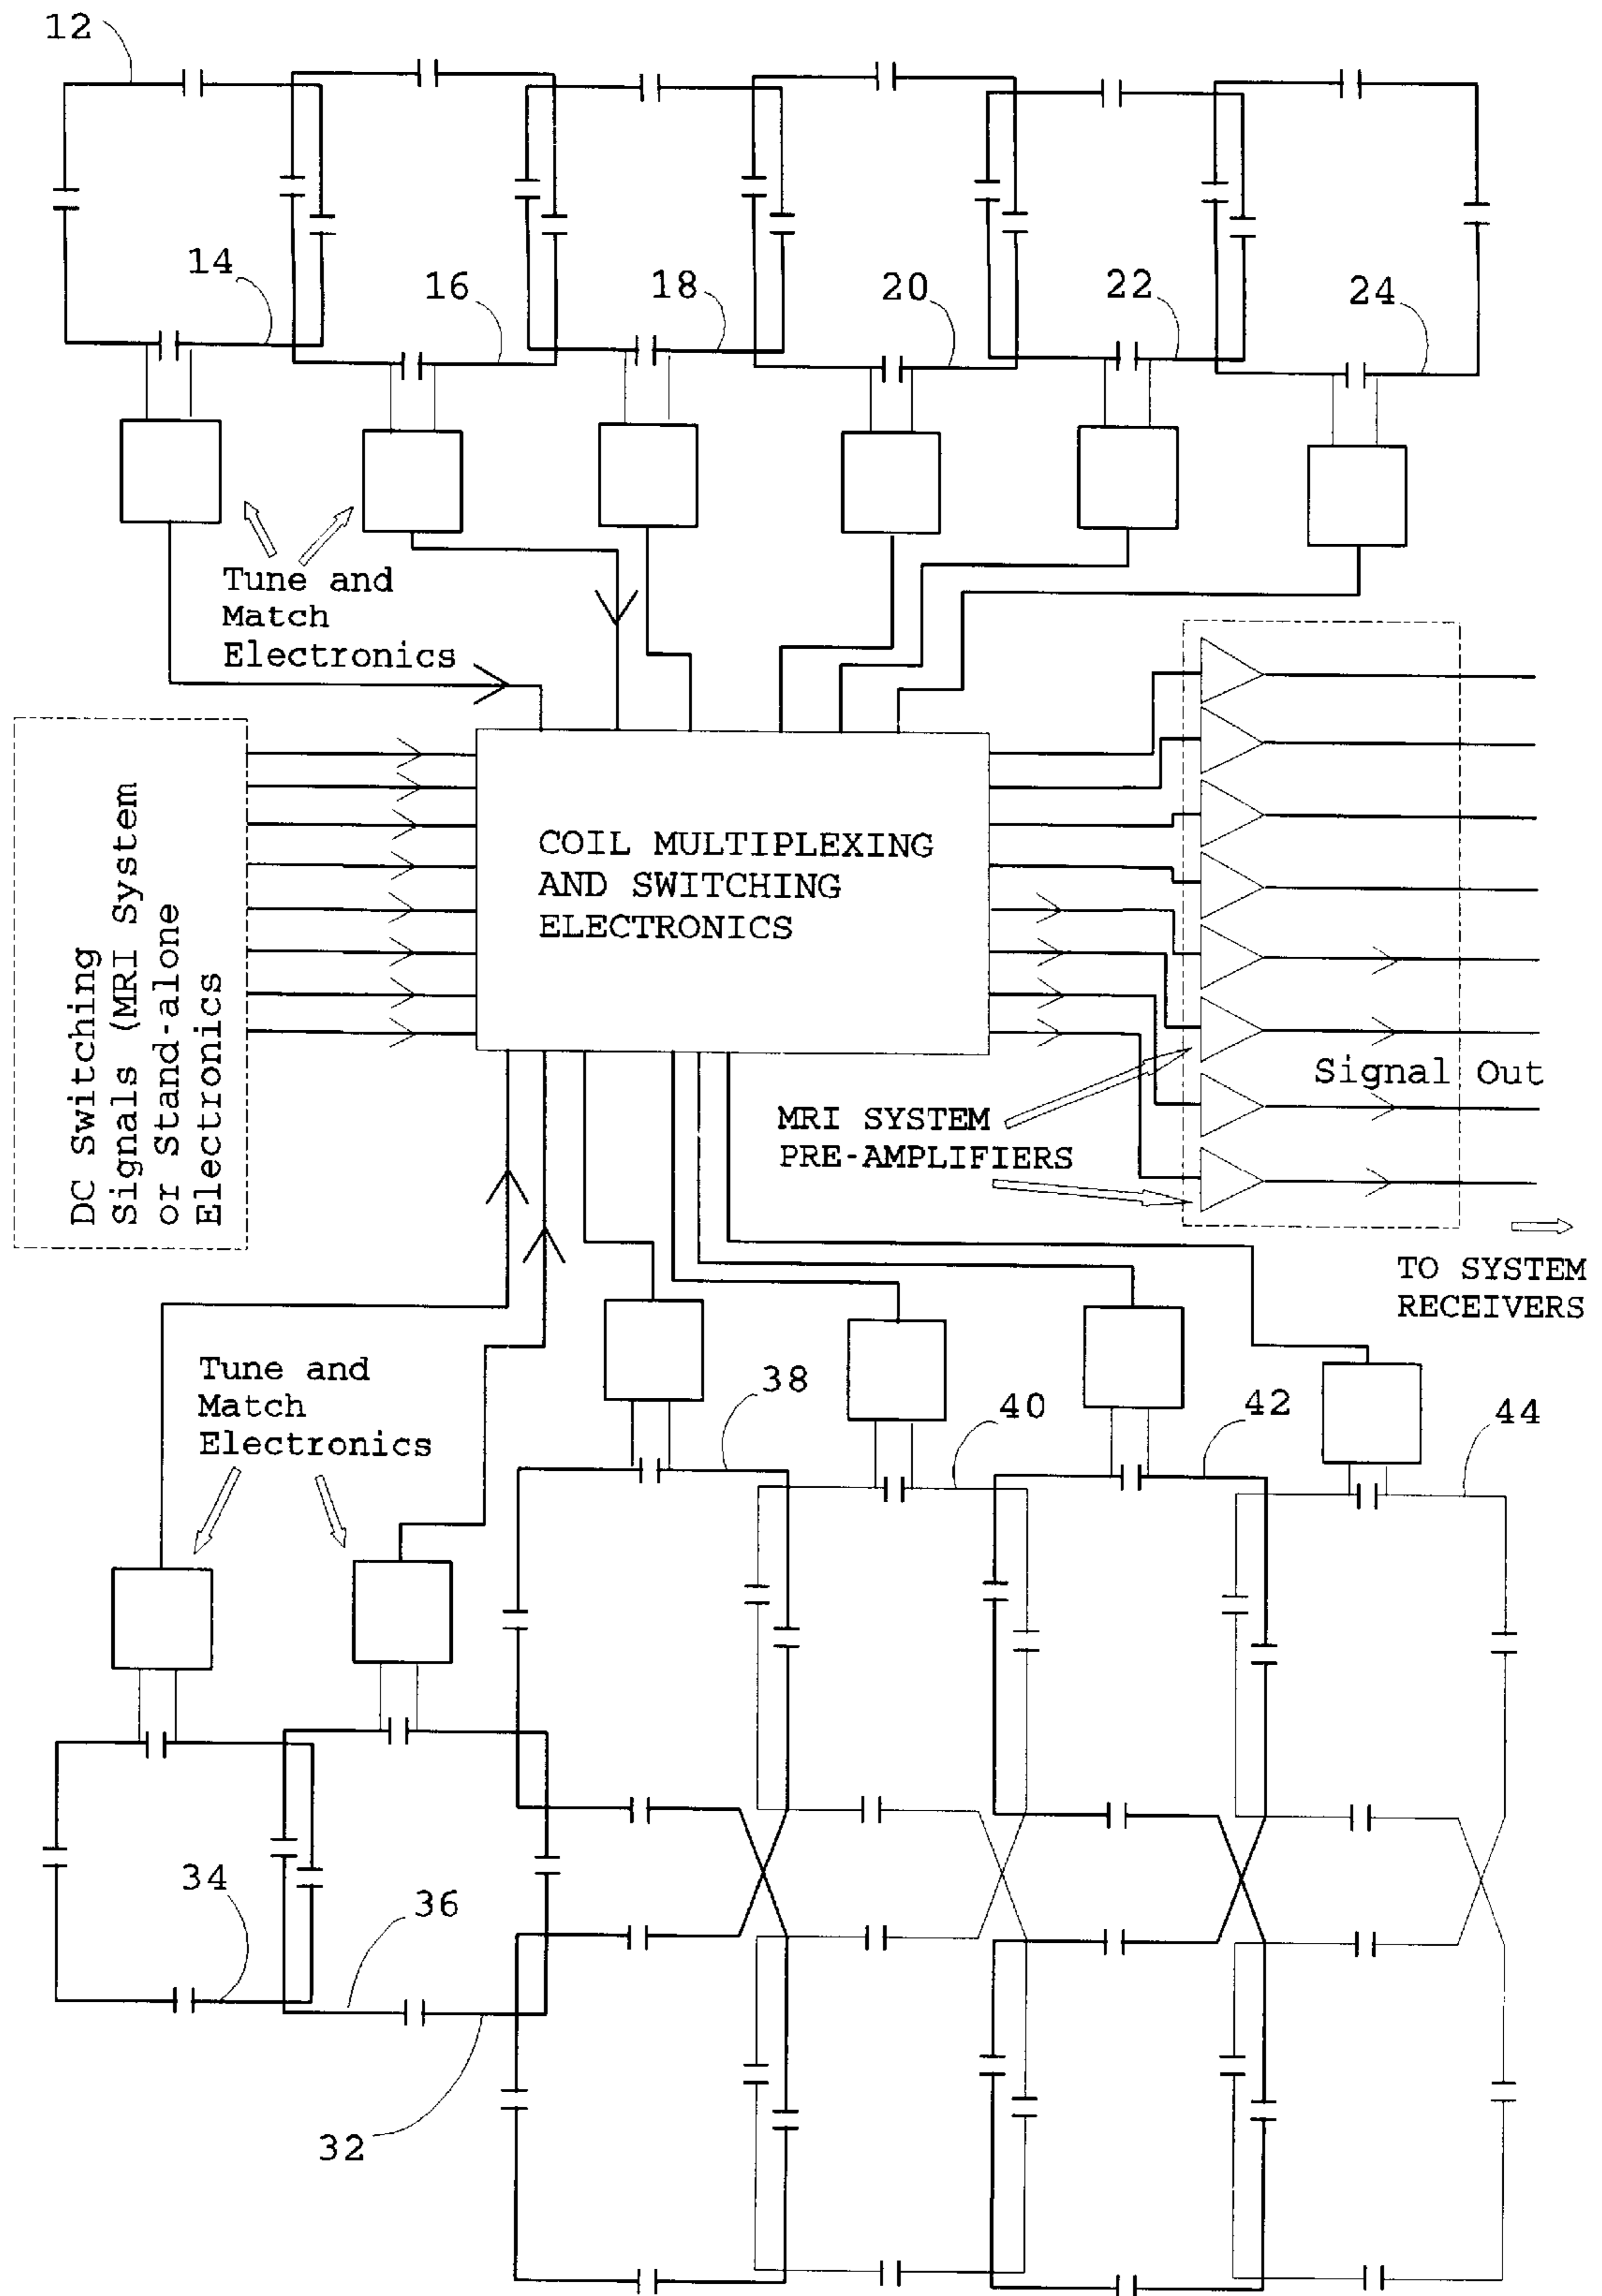 12
14
16
18
20
22
24
Tune and
Match
Electronics
DC Switching
Signals (MRI System
or Stand-alone
Electronics
COIL MULTIPLEXING
AND SWITCHING
ELECTRONICS
Signal Out
MRI SYSTEM
PRE-AMPLIFIERS
TO SYSTEM
RECEIVERS
Tune and
Match
Electronics
38
40
42
44
34
36
32